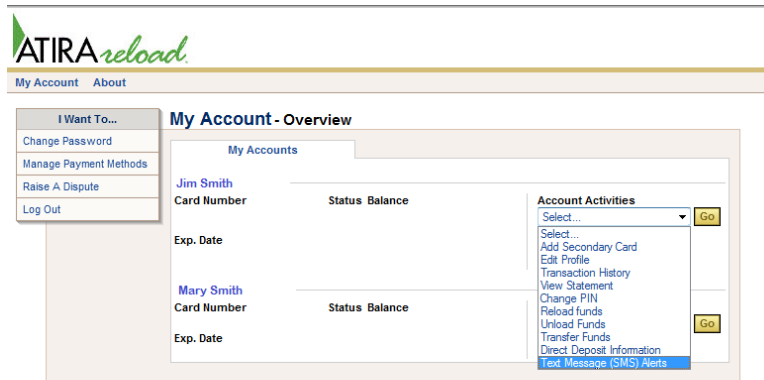 ATIRA reload.
My Account About
I Want To...
Change Password
Manage Payment Methods
Raise A Dispute
Log Out
My Account - Overview
My Accounts
Jim Smith
Card Number Status Balance Account Activities
Select... Go
Exp. Date
Select...
Add Secondary Card
Edit Profile
Transaction History
View Statement
Change PIN
Reload funds
Unload Funds
Transfer Funds
Direct Deposit Information
Text Message (SMS) Alerts
Mary Smith
Card Number Status Balance
Go
Exp. Date